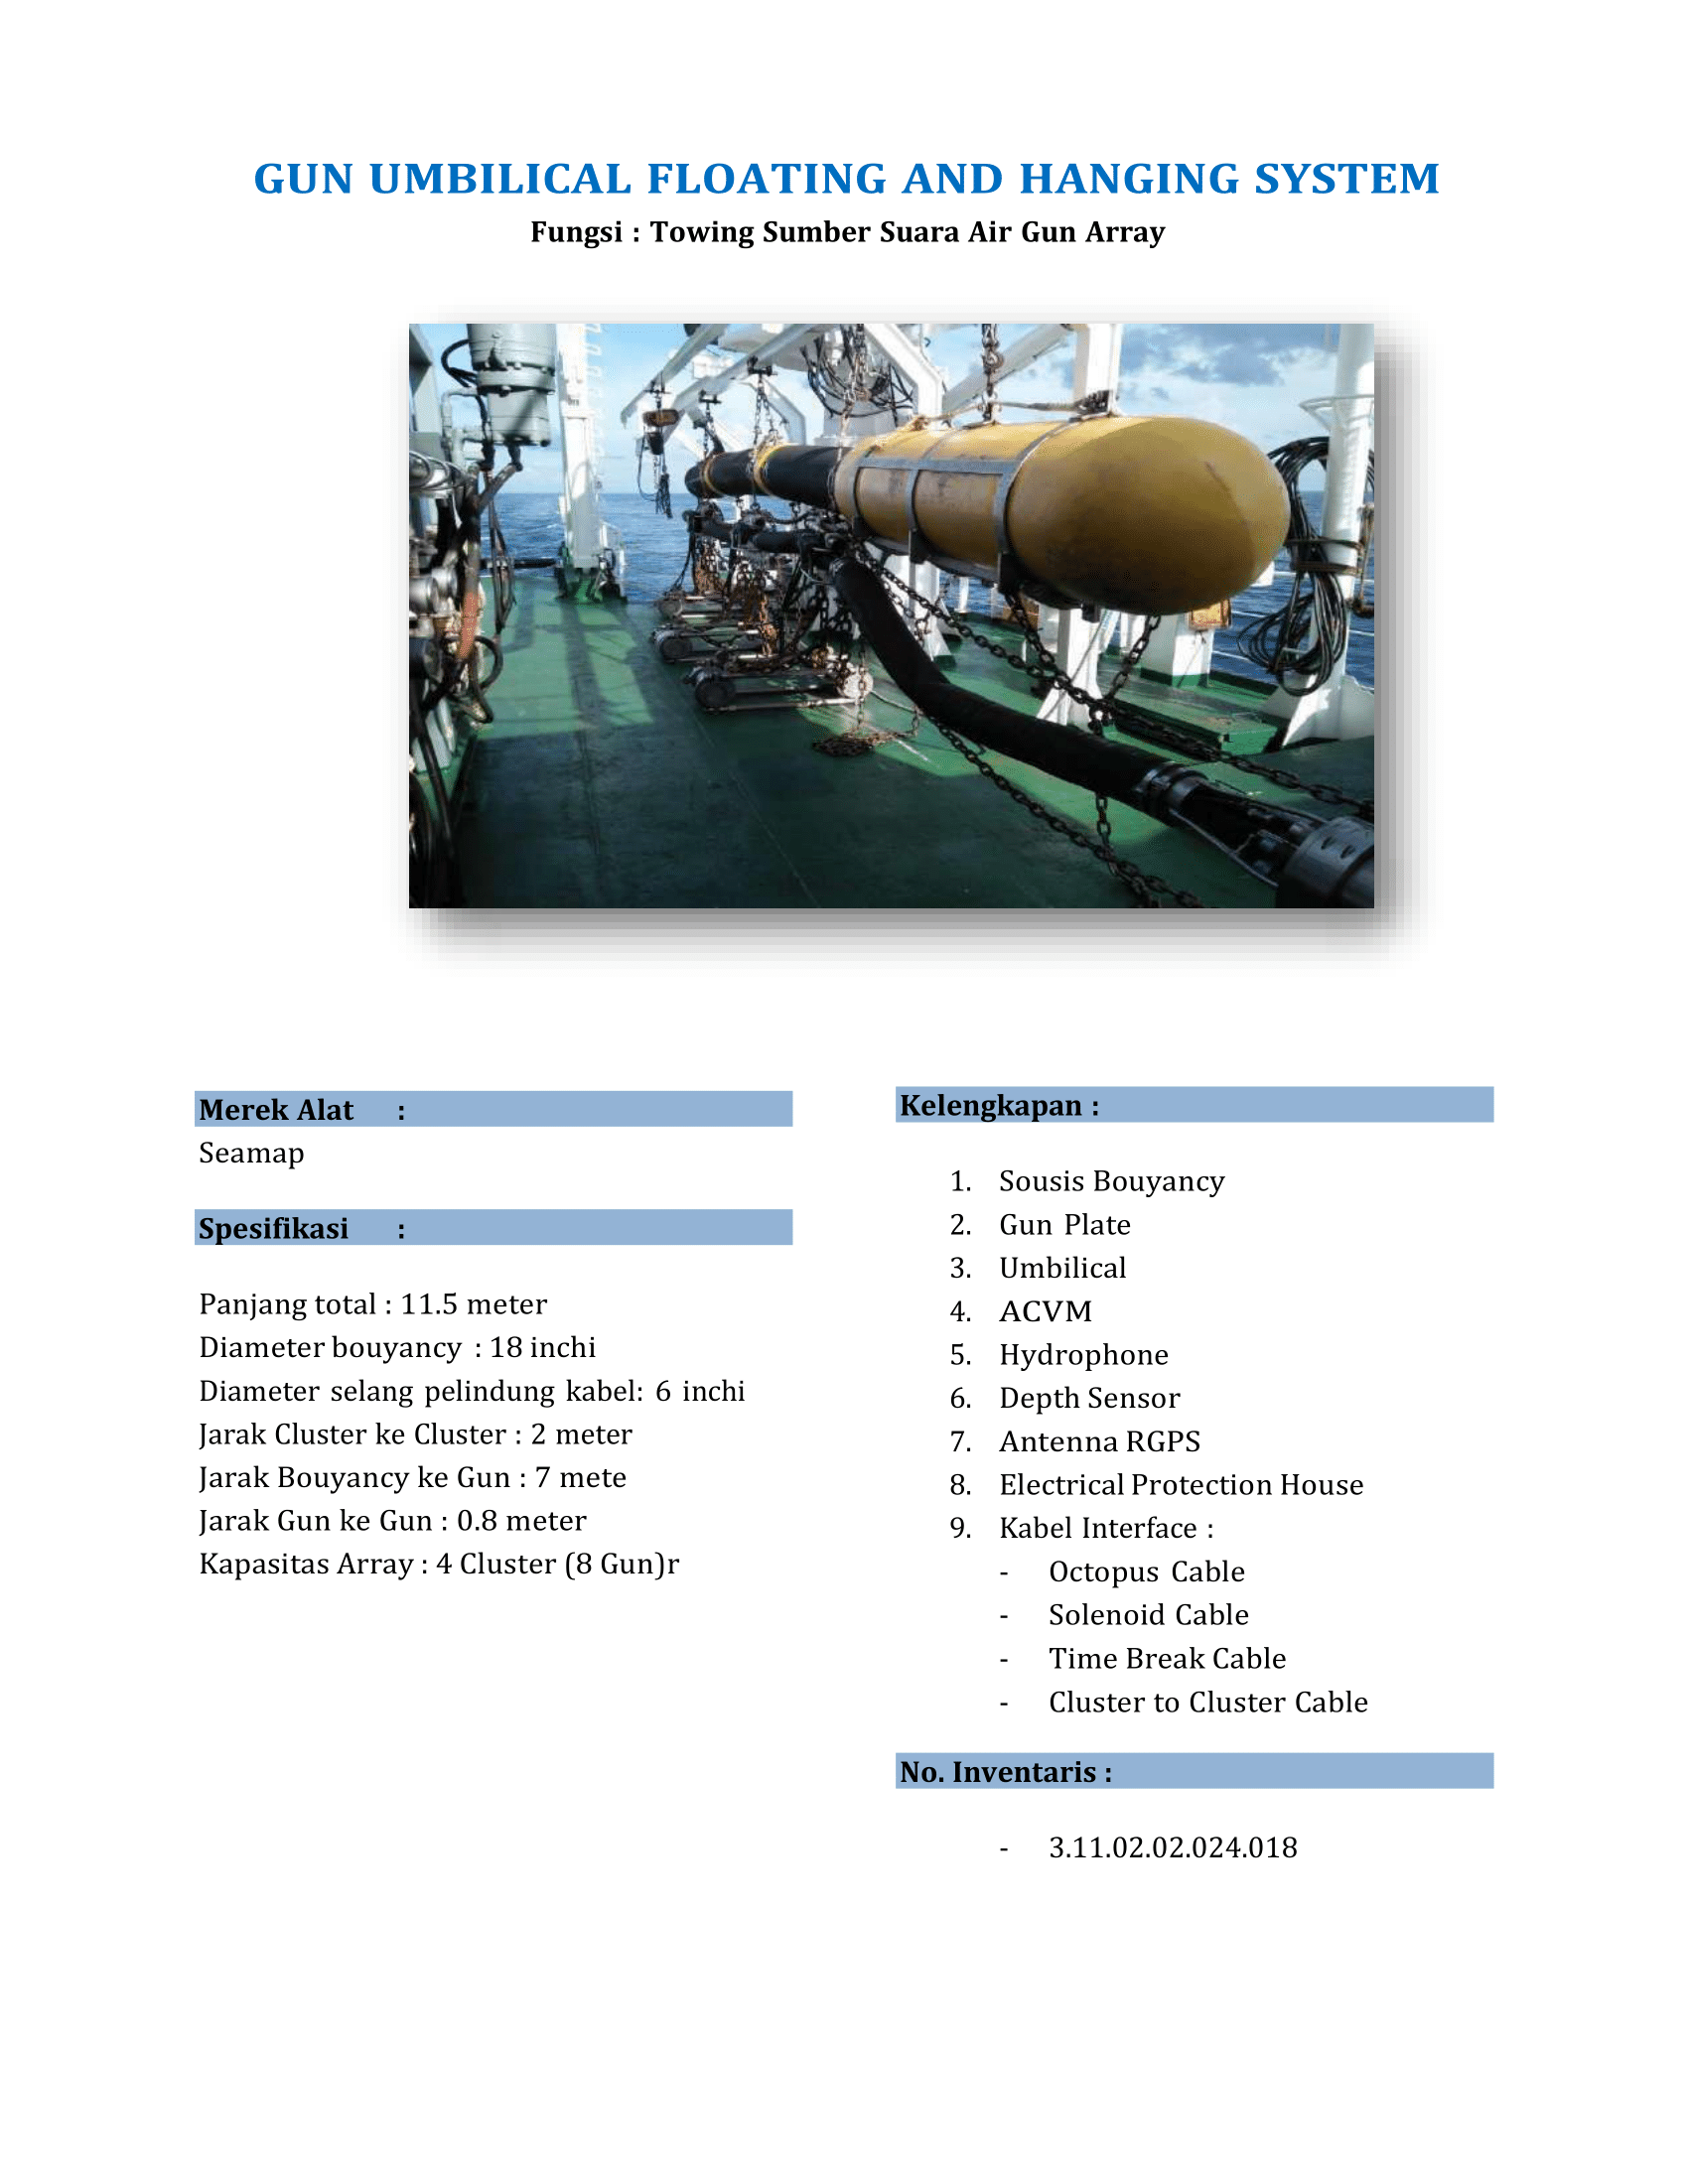 GUN UMBILICAL FLOATING AND HANGING SYSTEM
Fungsi : Towing Sumber Suara Air Gun Array
Merek Alat :
Seamap
Spesifikasi :
Panjang total : 11.5 meter
Diameter bouyancy : 18 inchi
Diameter selang pelindung kabel: 6 inchi
Jarak Cluster ke Cluster : 2 meter
Jarak Bouyancy ke Gun : 7 mete
Jarak Gun ke Gun : 0.8 meter
Kapasitas Array : 4 Cluster (8 Gun)r
Kelengkapan :
1. Sousis Bouyancy
2. Gun Plate
3. Umbilical
4. ACVM
5. Hydrophone
6. Depth Sensor
7. Antenna RGPS
8. Electrical Protection House
9. Kabel Interface :
- Octopus Cable
- Solenoid Cable
- Time Break Cable
- Cluster to Cluster Cable
No. Inventaris :
- 3.11.02.02.024.018